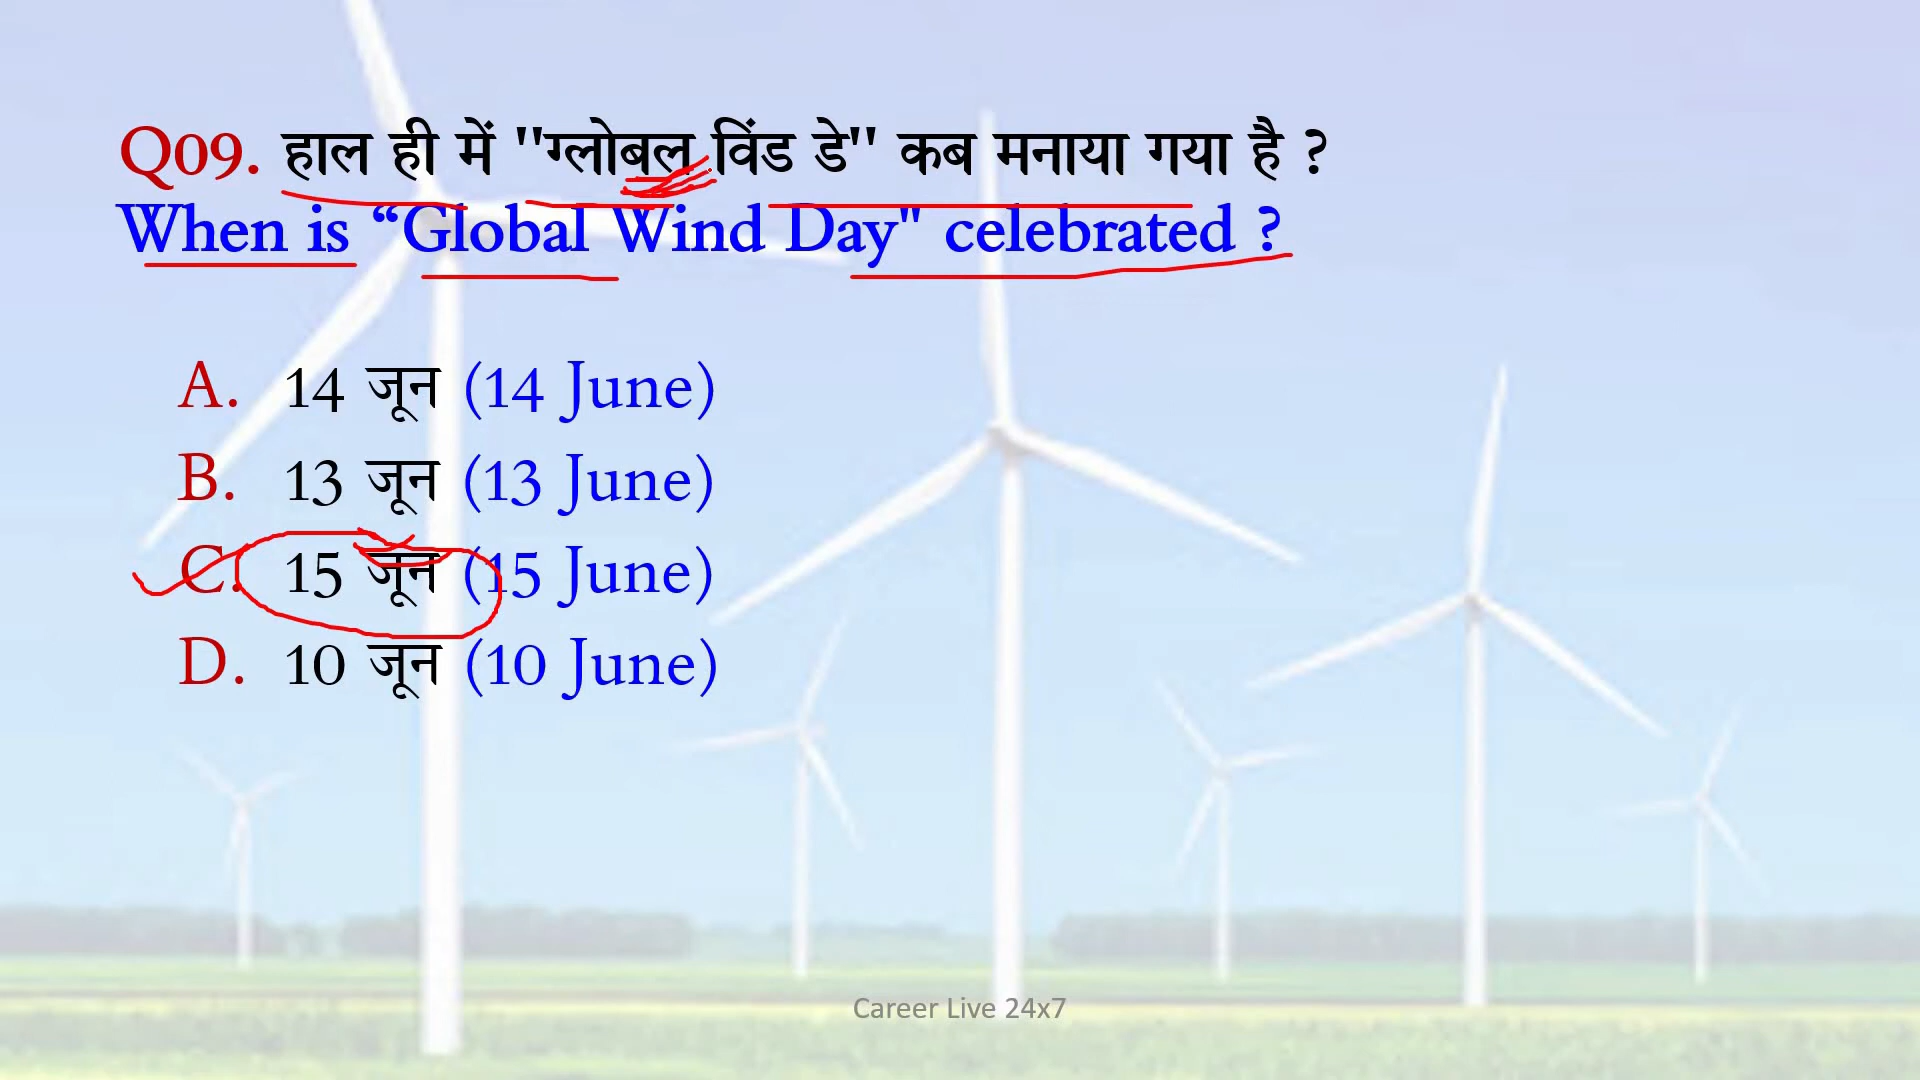 Q09. हाल ही में "ग्लोबल विंड डे" कब मनाया गया है ?
When is “Global Wind Day" celebrated ?
A. 14 जून (14 June)
B. 13 जून (13 June)
C. 15 जून (15 June)
D. 10 जून (10 June)
Career Live 24x7